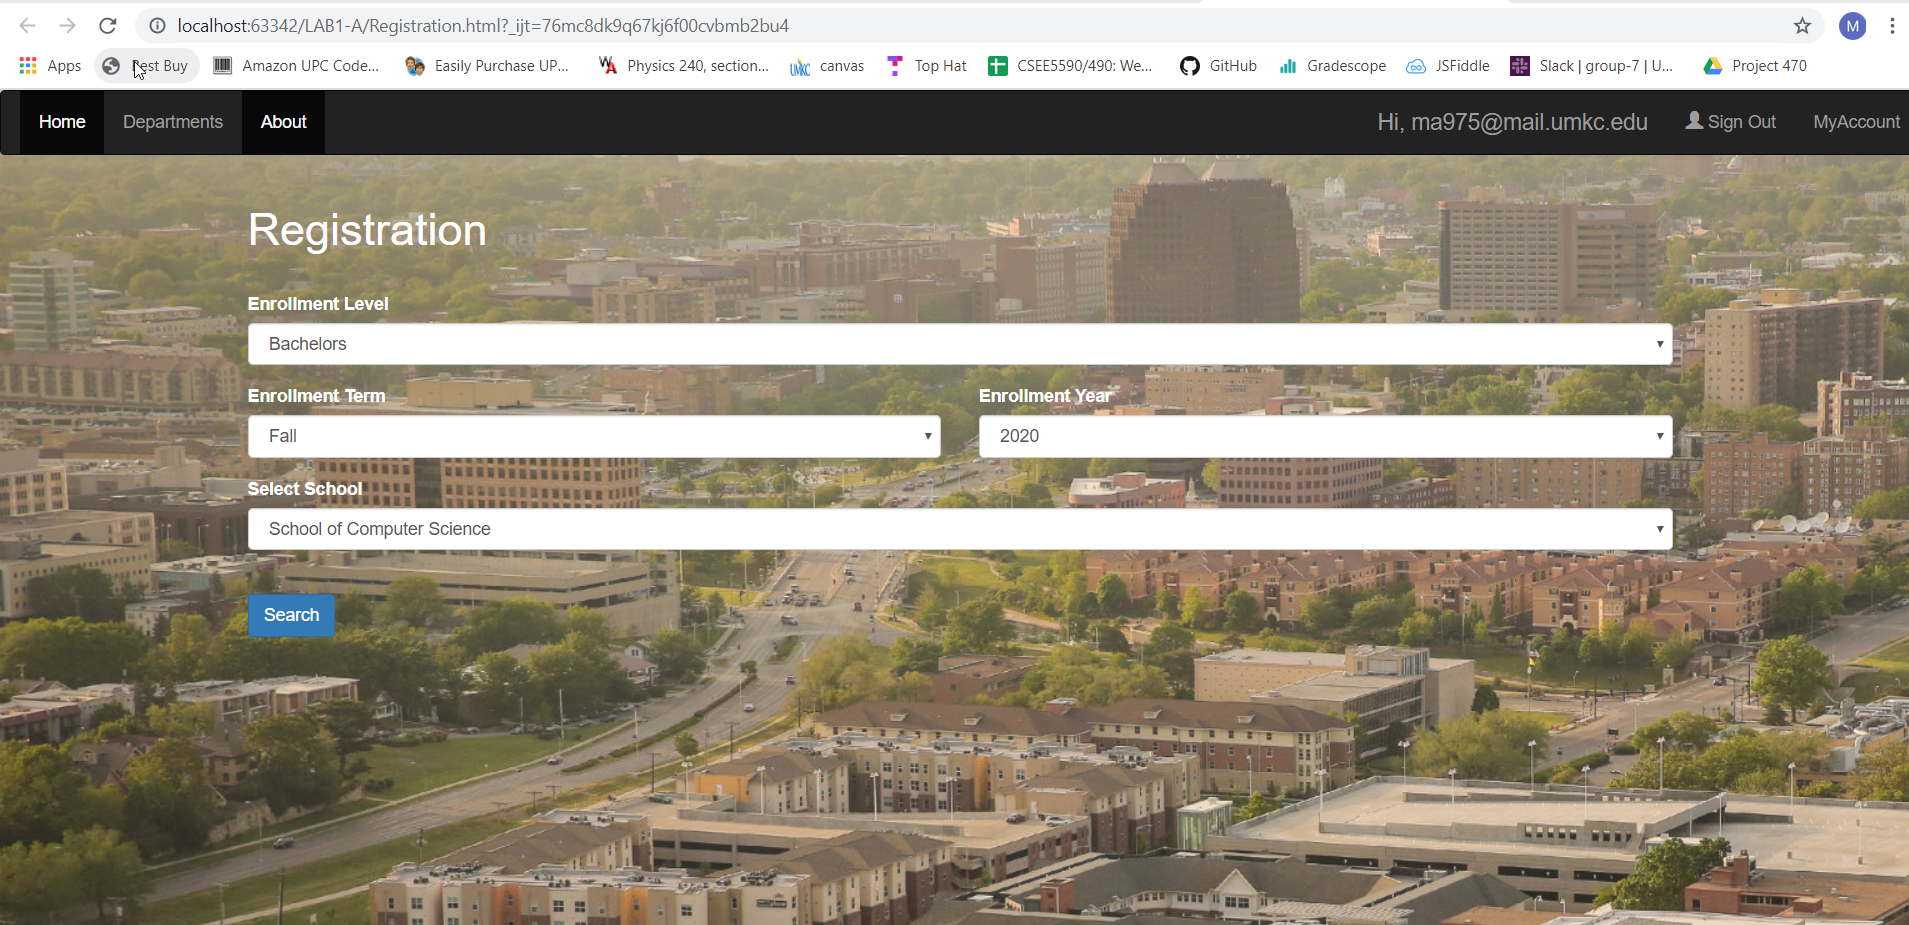 localhost:63342/LAB1-A/Registration.html?_ijt=76mc8dk9q67kj6f00cvbmb2bu4
M
Apps
Best Buy
Amazon UPC Code...
Easily Purchase UP...
Physics 240, section...
UMKC canvas
Top Hat
CSEE5590/490: We...
GitHub
Gradescope
JSFiddle
Slack | group-7 | U...
Project 470
Home
Departments
About
Hi, ma975@mail.umkc.edu
Sign Out
MyAccount
Registration
Enrollment Level
Bachelors
Enrollment Term
Enrollment Year
Fall
2020
Select School
School of Computer Science
Search